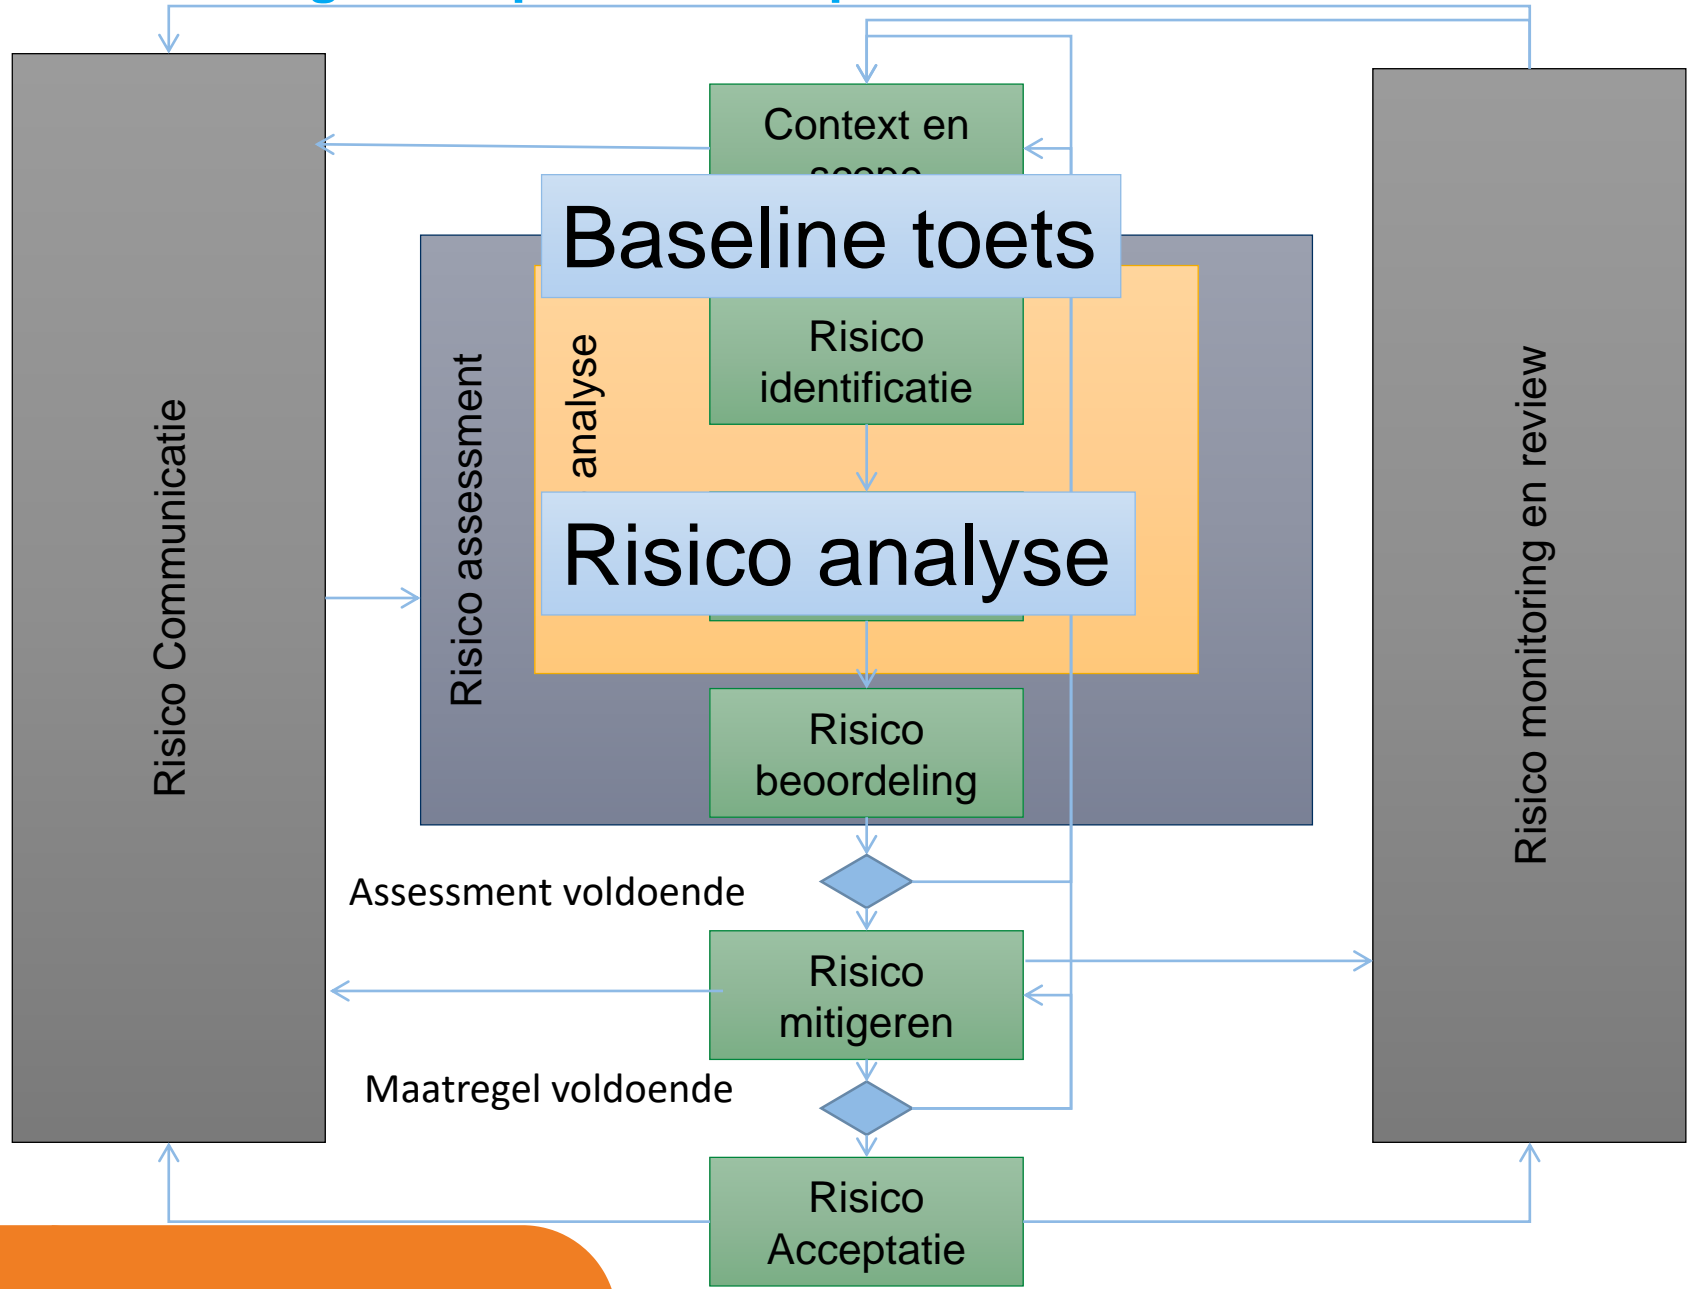 Context en
scope
Baseline toets
Risico
identificatie
analyse
Risico assessment
Risico analyse
Risico Communicatie
Risico monitoring en review
Risico
beoordeling
Assessment voldoende
Risico
mitigeren
Maatregel voldoende
Risico
Acceptatie